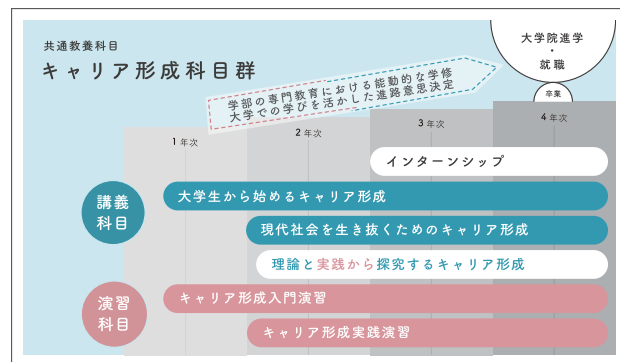 共通教養科目
キャリア形成科目群
学部の専門教育における能動的な学修
大学での学びを活かした進路意思決定
大学院進学
・
就職
卒業
1年次
2年次
3年次
4年次
インターンシップ
講義
科目
大学生から始めるキャリア形成
現代社会を生き抜くためのキャリア形成
理論と実践から探究するキャリア形成
演習
科目
キャリア形成入門演習
キャリア形成実践演習